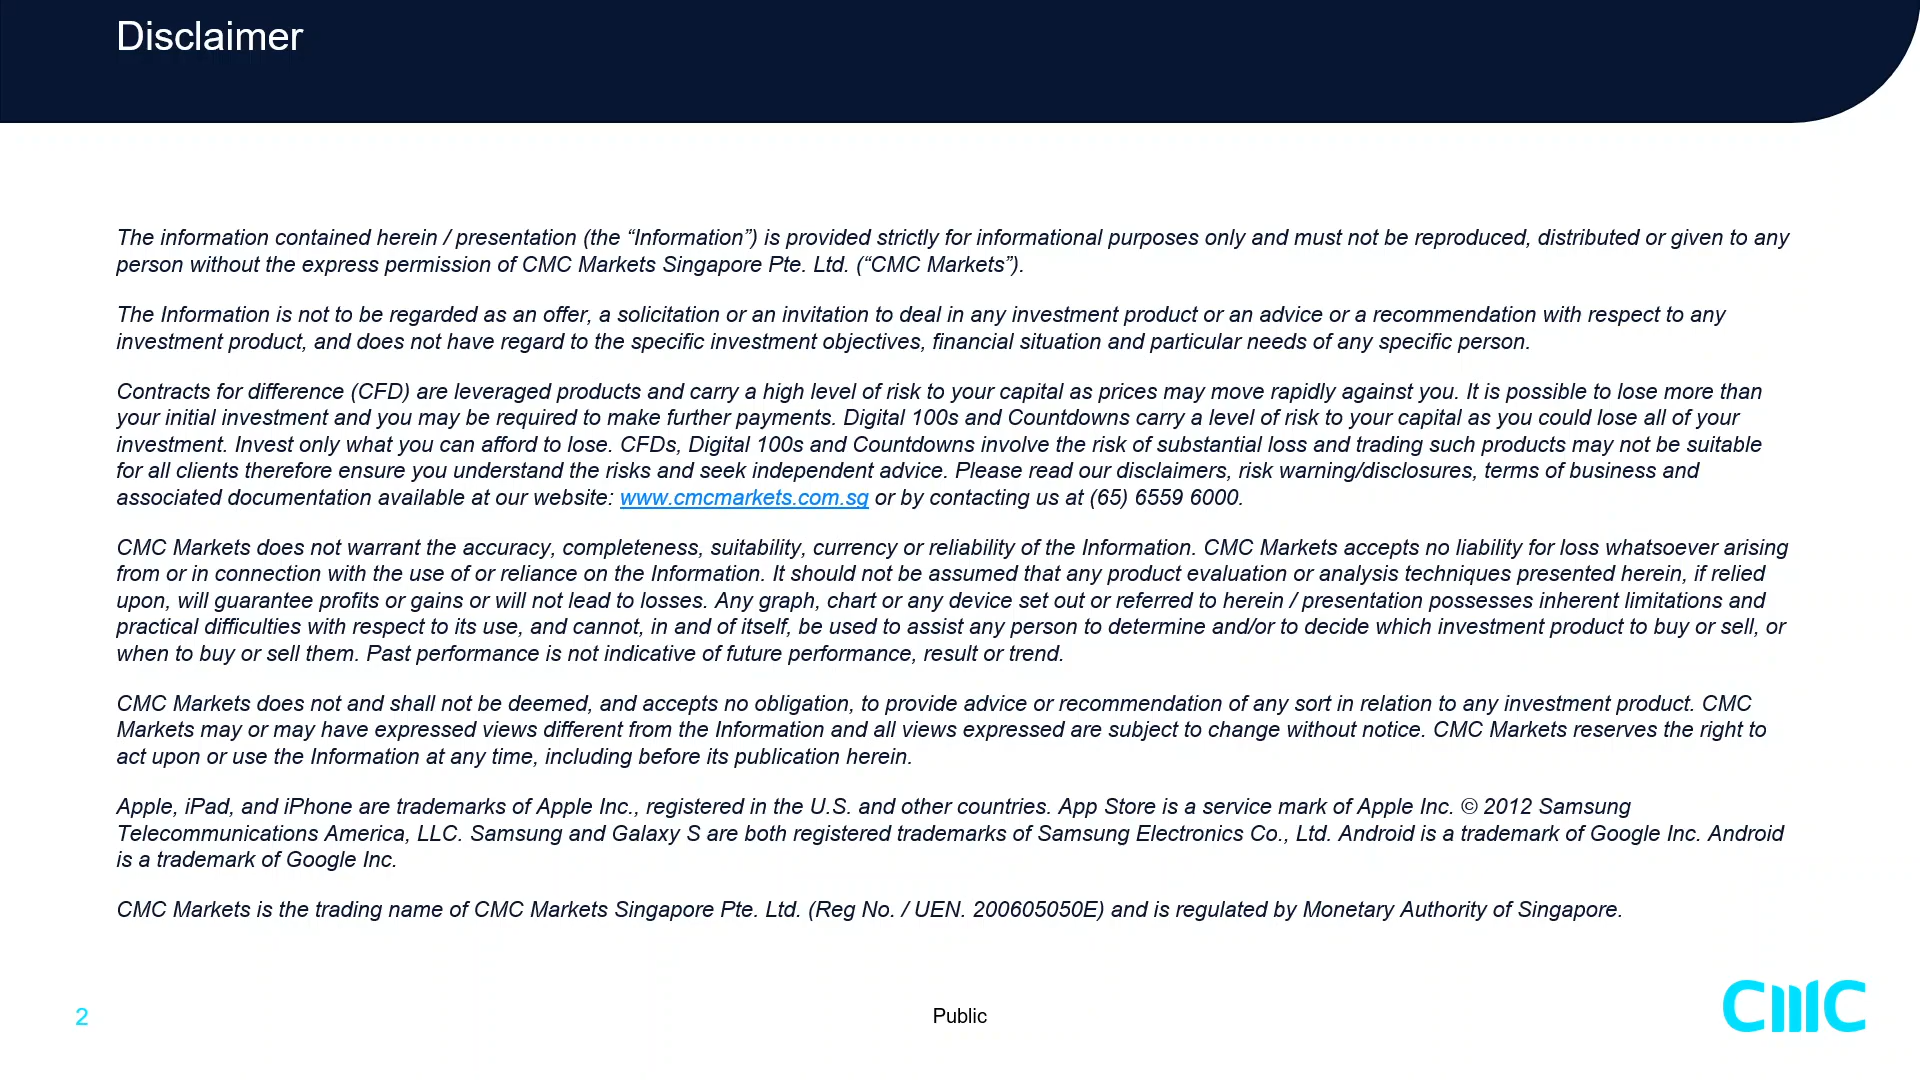 Disclaimer
The information contained herein / presentation (the “Information”) is provided strictly for informational purposes only and must not be reproduced, distributed or given to any
person without the express permission of CMC Markets Singapore Pte. Ltd. (“CMC Markets”).
The Information is not to be regarded as an offer, a solicitation or an invitation to deal in any investment product or an advice or a recommendation with respect to any
investment product, and does not have regard to the specific investment objectives, financial situation and particular needs of any specific person.
Contracts for difference (CFD) are leveraged products and carry a high level of risk to your capital as prices may move rapidly against you. It is possible to lose more than
your initial investment and you may be required to make further payments. Digital 100s and Countdowns carry a level of risk to your capital as you could lose all of your
investment. Invest only what you can afford to lose. CFDs, Digital 100s and Countdowns involve the risk of substantial loss and trading such products may not be suitable
for all clients therefore ensure you understand the risks and seek independent advice. Please read our disclaimers, risk warning/disclosures, terms of business and
associated documentation available at our website: www.cmcmarkets.com.sg or by contacting us at (65) 6559 6000.
CMC Markets does not warrant the accuracy, completeness, suitability, currency or reliability of the Information. CMC Markets accepts no liability for loss whatsoever arising
from or in connection with the use of or reliance on the Information. It should not be assumed that any product evaluation or analysis techniques presented herein, if relied
upon, will guarantee profits or gains or will not lead to losses. Any graph, chart or any device set out or referred to herein / presentation possesses inherent limitations and
practical difficulties with respect to its use, and cannot, in and of itself, be used to assist any person to determine and/or to decide which investment product to buy or sell, or
when to buy or sell them. Past performance is not indicative of future performance, result or trend.
CMC Markets does not and shall not be deemed, and accepts no obligation, to provide advice or recommendation of any sort in relation to any investment product. CMC
Markets may or may have expressed views different from the Information and all views expressed are subject to change without notice. CMC Markets reserves the right to
act upon or use the Information at any time, including before its publication herein.
Apple, iPad, and iPhone are trademarks of Apple Inc., registered in the U.S. and other countries. App Store is a service mark of Apple Inc. © 2012 Samsung
Telecommunications America, LLC. Samsung and Galaxy S are both registered trademarks of Samsung Electronics Co., Ltd. Android is a trademark of Google Inc. Android
is a trademark of Google Inc.
CMC Markets is the trading name of CMC Markets Singapore Pte. Ltd. (Reg No. / UEN. 200605050E) and is regulated by Monetary Authority of Singapore.
2
Public
CMC